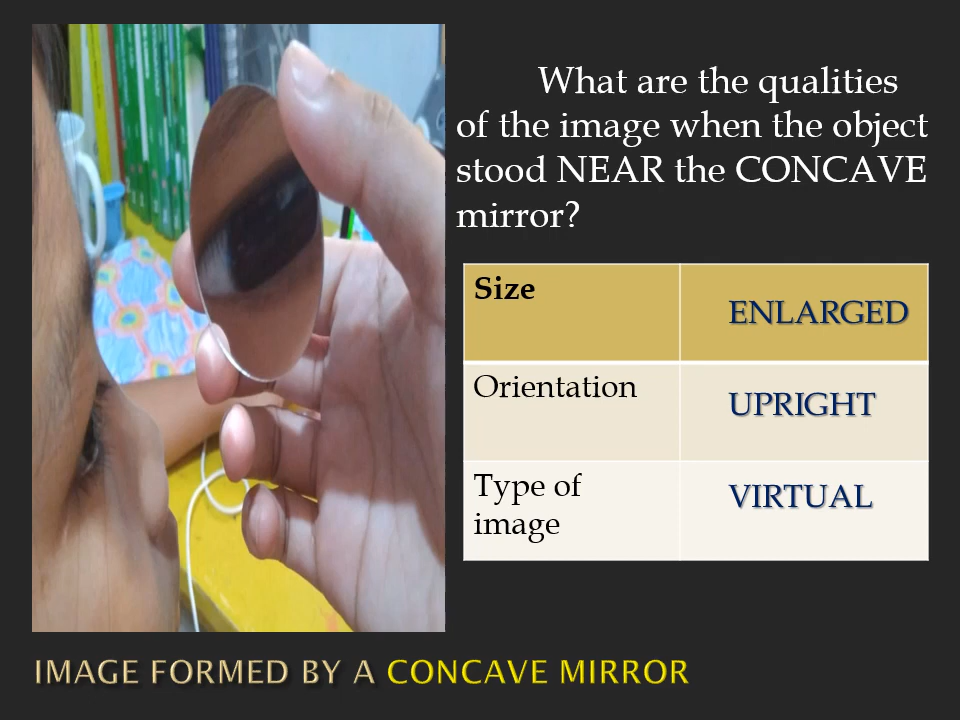 What are the qualities
of the image when the object
stood NEAR the CONCAVE
mirror?
Size
ENLARGED
Orientation
UPRIGHT
Type of
image
VIRTUAL
IMAGE FORMED BY A CONCAVE MIRROR